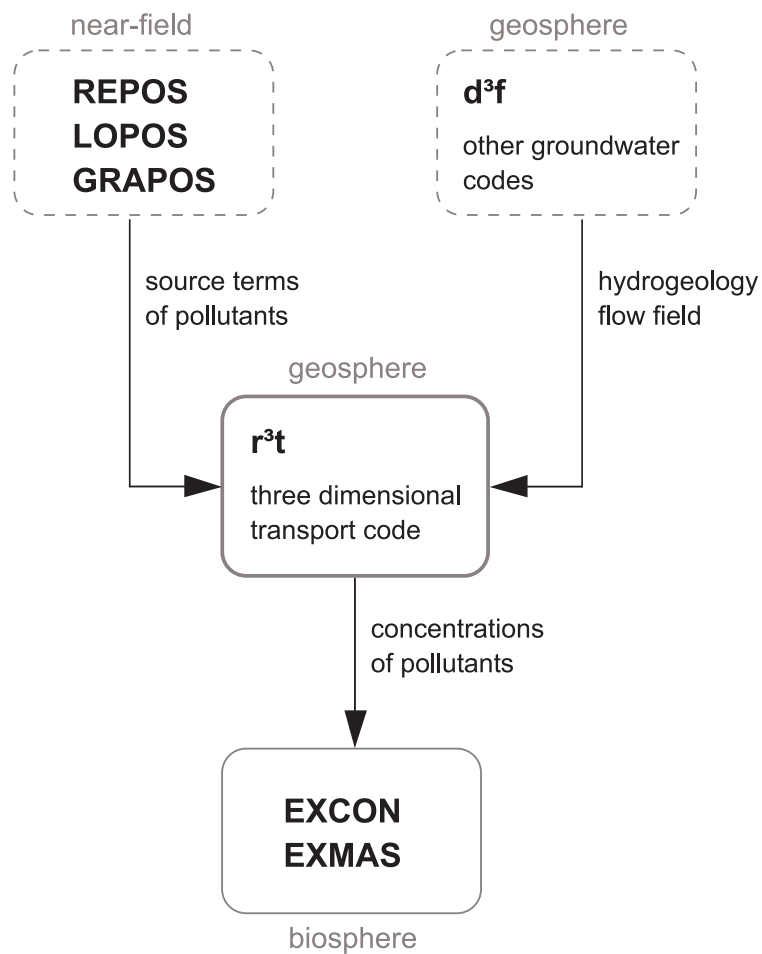 near-field
REPOS
LOPOS
GRAPOS
geosphere
d³f
other groundwater
codes
source terms
of pollutants
hydrogeology
flow field
geosphere
r³t
three dimensional
transport code
concentrations
of pollutants
EXCON
EXMAS
biosphere